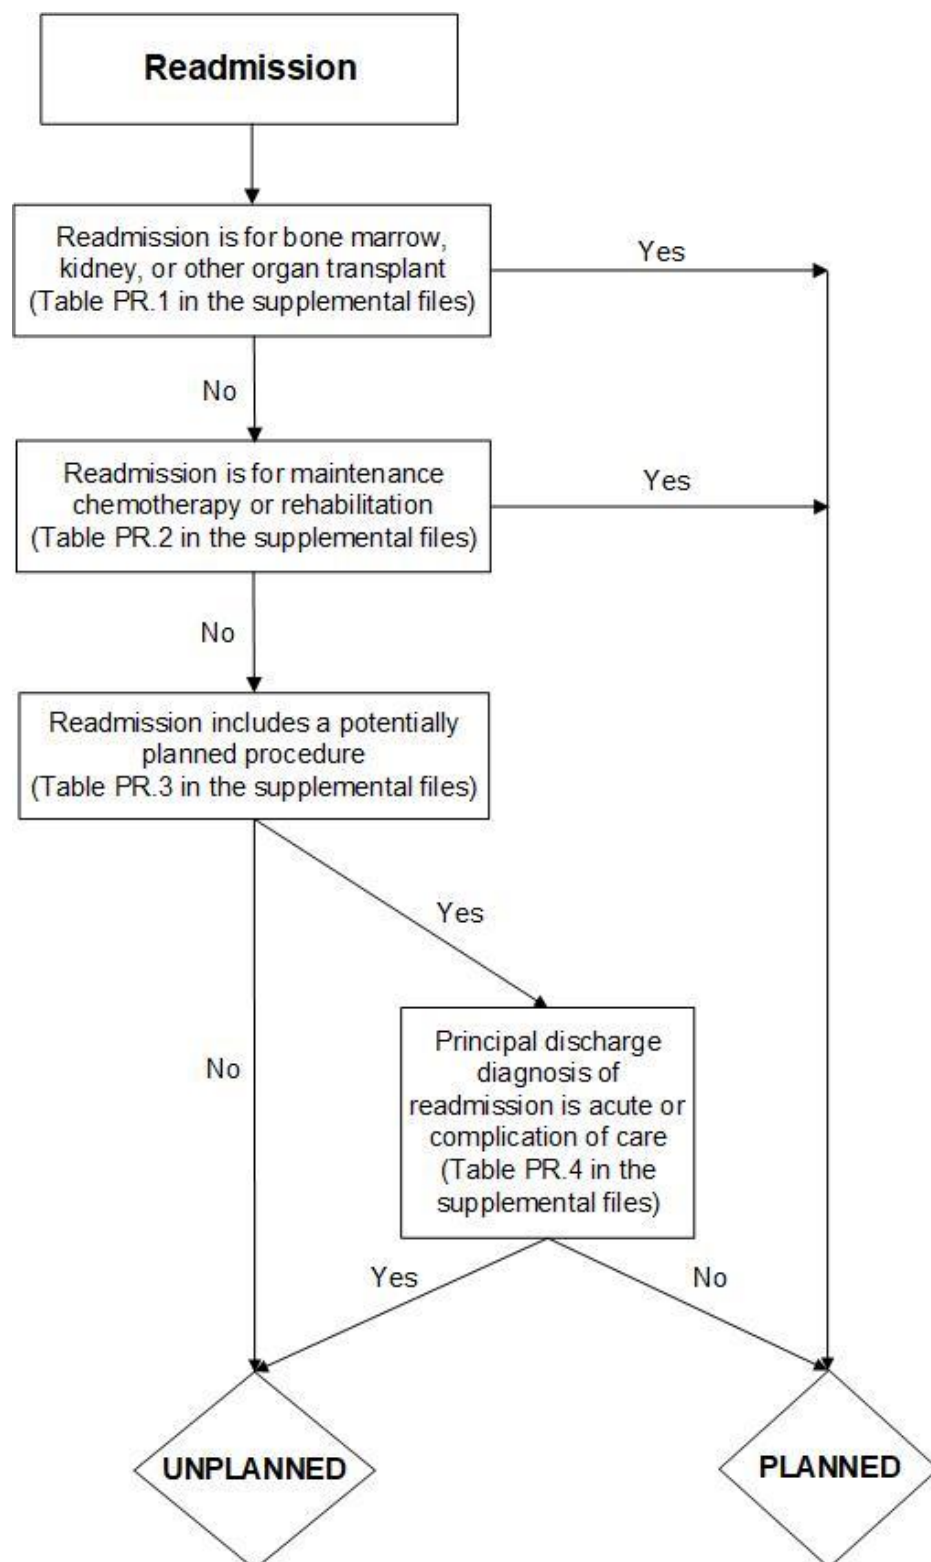 Readmission
Readmission is for bone marrow,
kidney, or other organ transplant
(Table PR.1 in the supplemental files)
Yes
No
Readmission is for maintenance
chemotherapy or rehabilitation
(Table PR.2 in the supplemental files)
Yes
No
Readmission includes a potentially
planned procedure
(Table PR.3 in the supplemental files)
Yes
No
Principal discharge
diagnosis of
readmission is acute or
complication of care
(Table PR.4 in the
supplemental files)
Yes
No
UNPLANNED
PLANNED